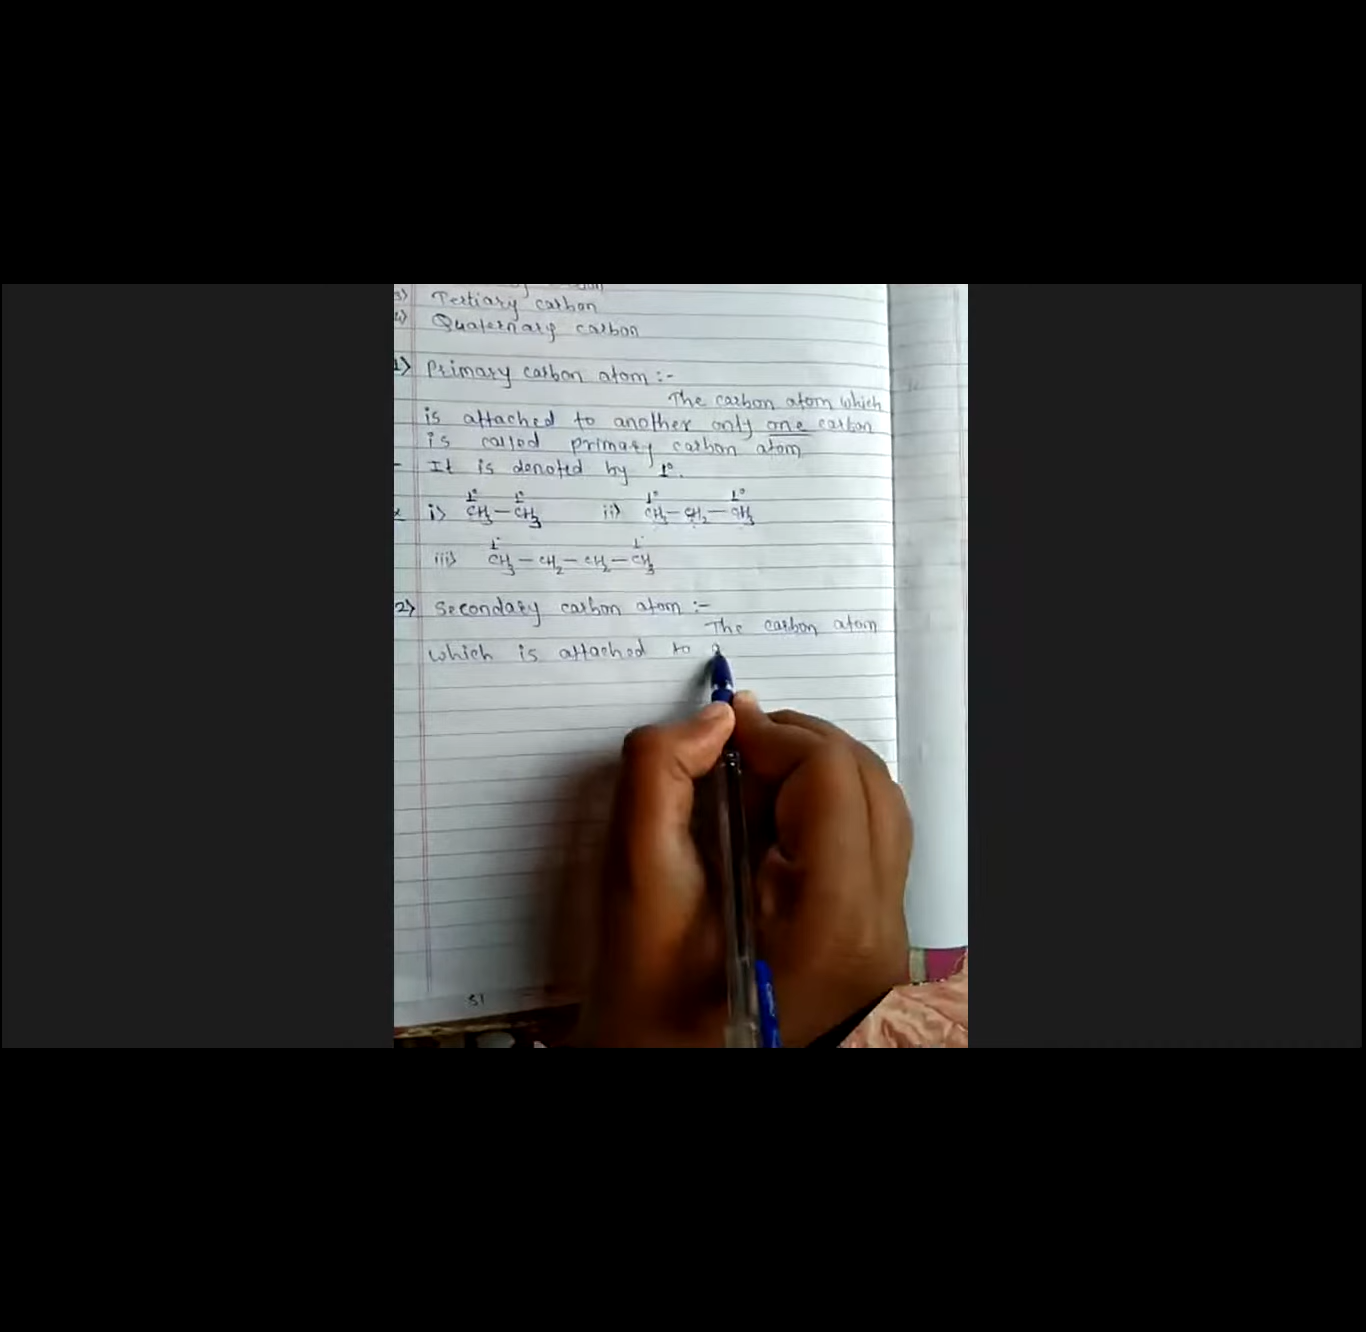 3) Tertiary carbon
4) Quaternary carbon
1) Primary carbon atom :-
The carbon atom which
is attached to another only one carbon
is called primary carbon atom
- It is denoted by 1°.
i) 1° CH3 – 1° CH3 ii) 1° CH3 – CH2 – 1° CH3
iii) 1° CH3 – CH2 – CH2 – 1° CH3
2) Secondary carbon atom :-
The carbon atom
which is attached to
51